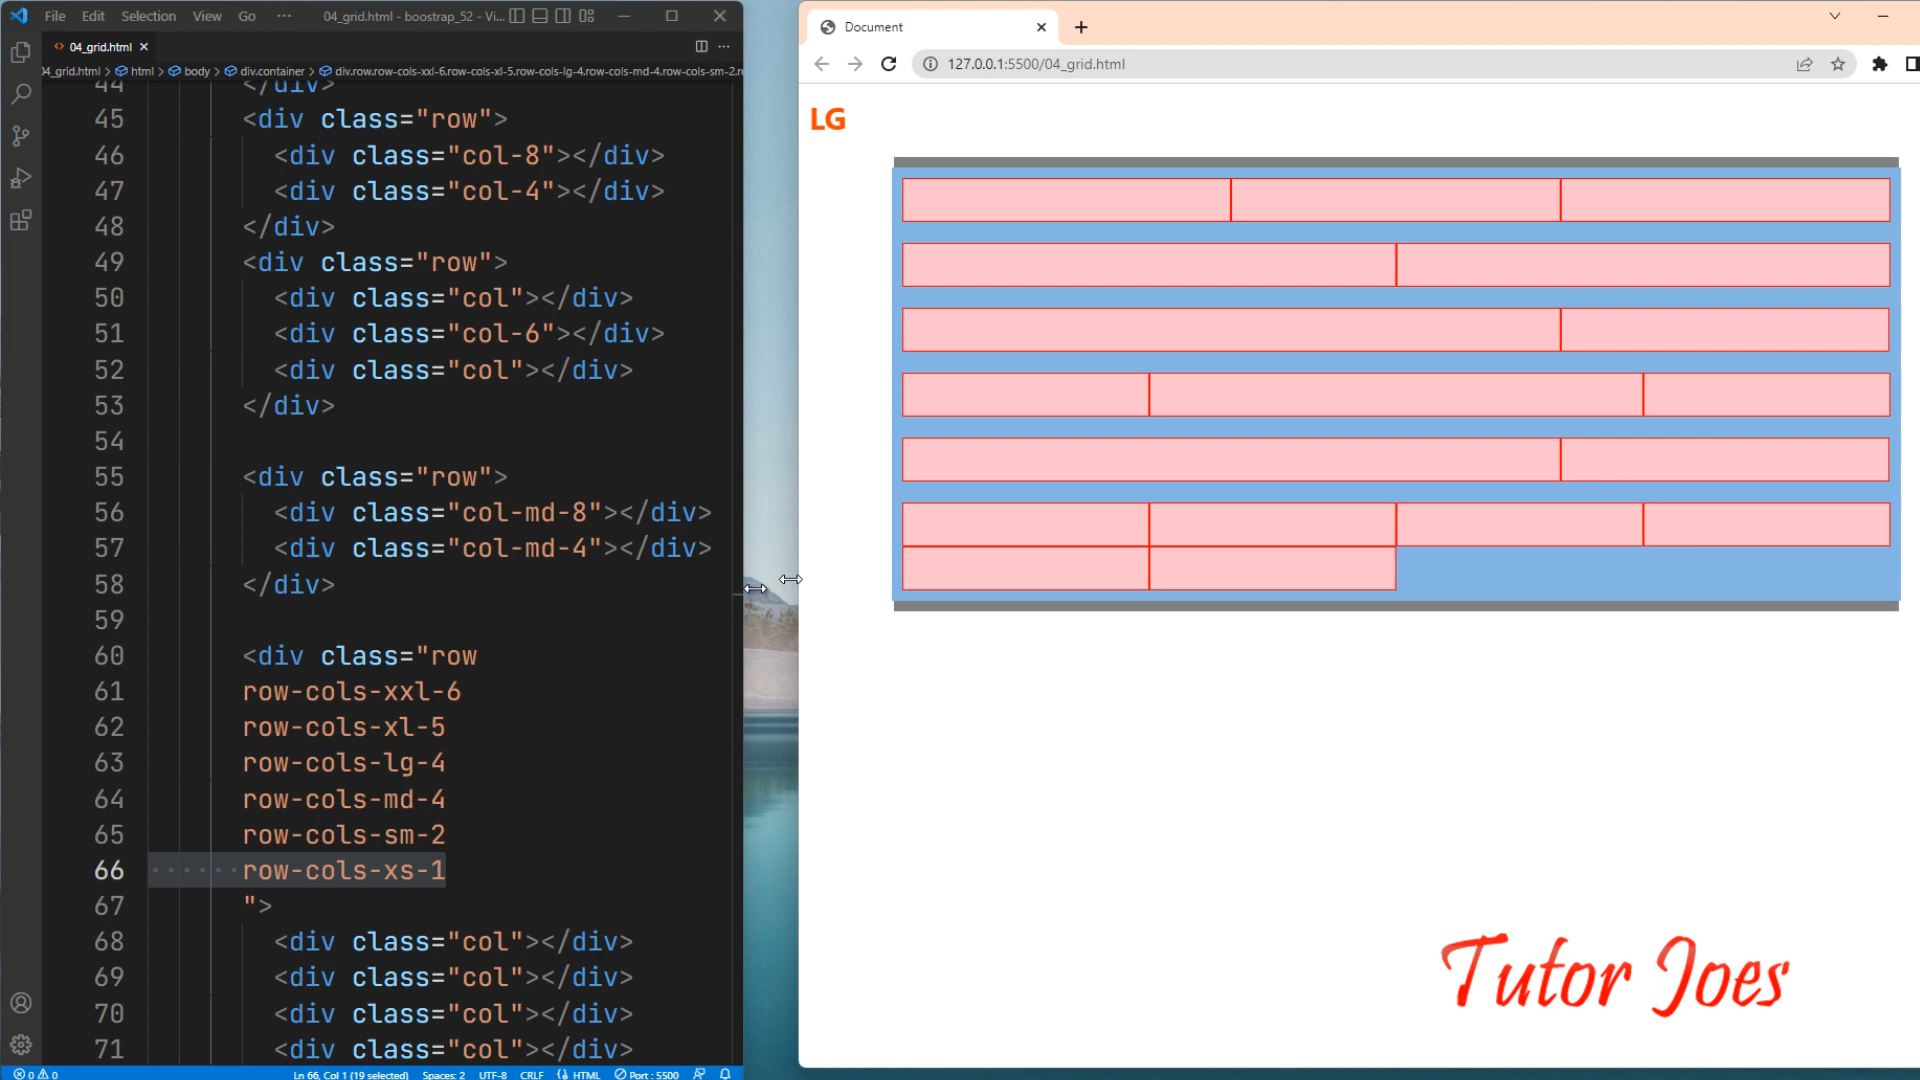 File Edit Selection View Go ··· 04_grid.html - boostrap_52 - Vi...
04_grid.html
04_grid.html > html > body > div.container > div.row.row-cols-xxl-6.row-cols-xl-5.row-cols-lg-4.row-cols-md-4.row-cols-sm-2.r
44 </div>
45 <div class="row">
46 <div class="col-8"></div>
47 <div class="col-4"></div>
48 </div>
49 <div class="row">
50 <div class="col"></div>
51 <div class="col-6"></div>
52 <div class="col"></div>
53 </div>
54
55 <div class="row">
56 <div class="col-md-8"></div>
57 <div class="col-md-4"></div>
58 </div>
59
60 <div class="row
61 row-cols-xxl-6
62 row-cols-xl-5
63 row-cols-lg-4
64 row-cols-md-4
65 row-cols-sm-2
66 row-cols-xs-1
67 ">
68 <div class="col"></div>
69 <div class="col"></div>
70 <div class="col"></div>
71 <div class="col"></div>
0 0 Ln 66, Col 1 (19 selected) Spaces: 2 UTF-8 CRLF HTML Port : 5500
Document
127.0.0.1:5500/04_grid.html
LG
Tutor Joes